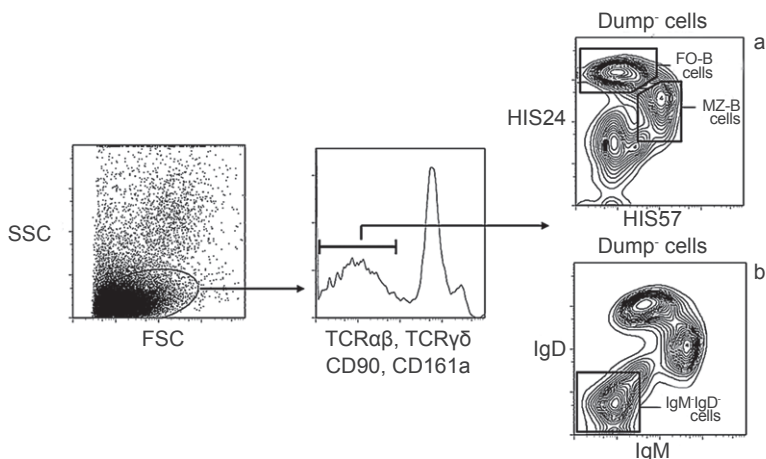 Dump⁻ cells
a
FO-B
cells
MZ-B
cells
HIS24
HIS57
SSC
FSC
TCRαβ, TCRγδ
CD90, CD161a
Dump⁻ cells
b
IgD
IgM⁻IgD⁻
cells
IgM